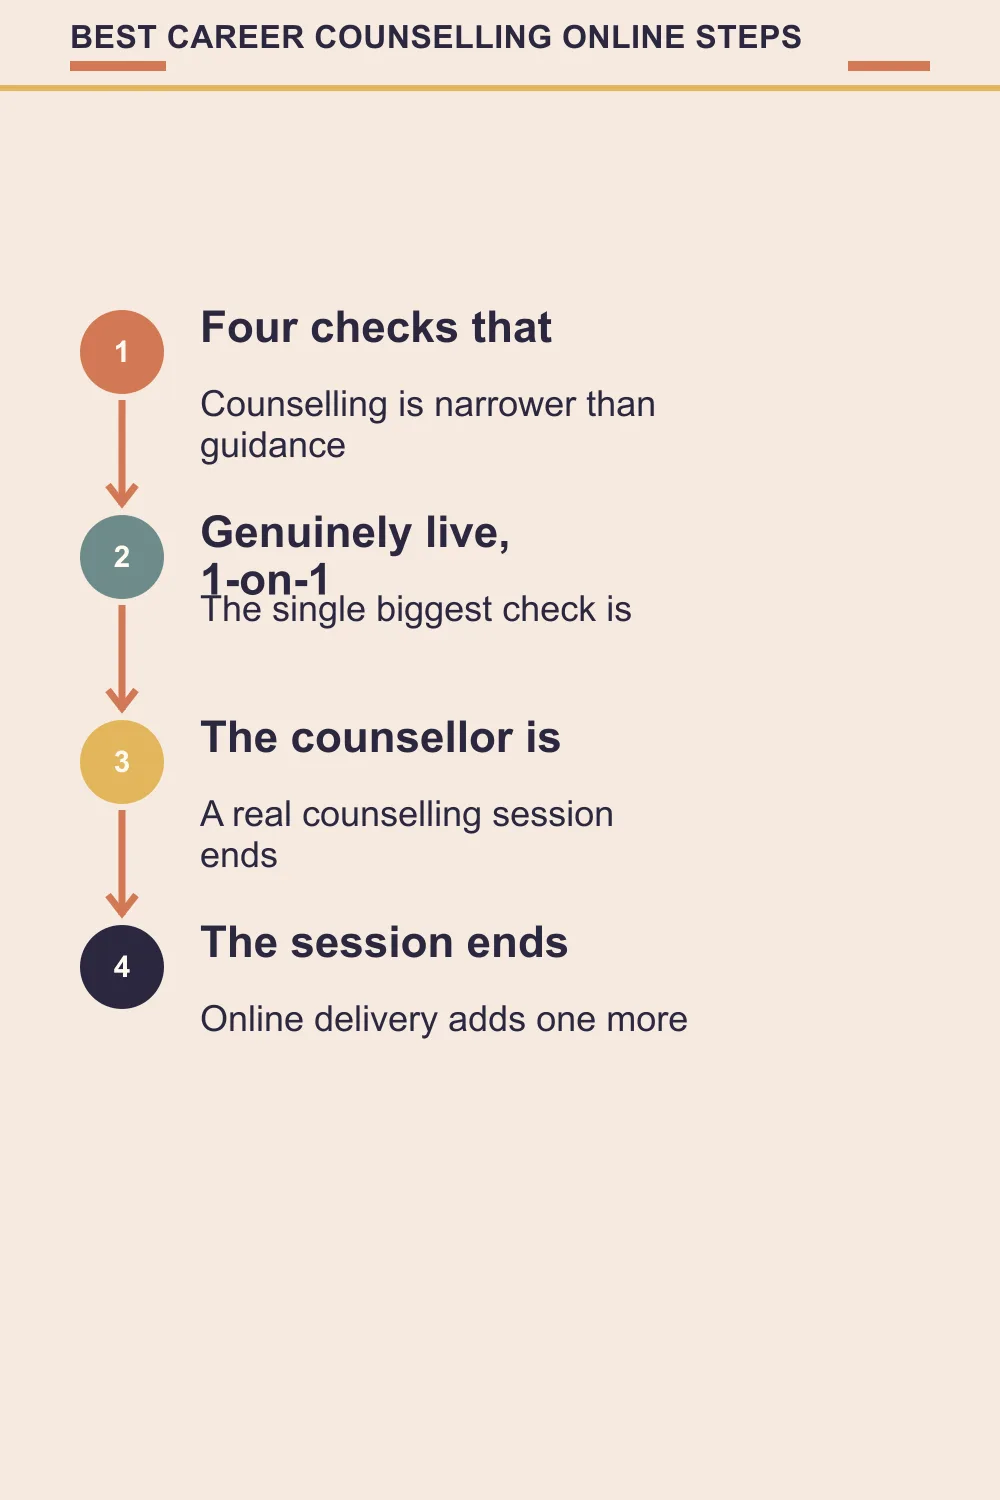 BEST CAREER COUNSELLING ONLINE STEPS
1
Four checks that
Counselling is narrower than
guidance
2
Genuinely live,
1-on-1
The single biggest check is
3
The counsellor is
A real counselling session
ends
4
The session ends
Online delivery adds one more